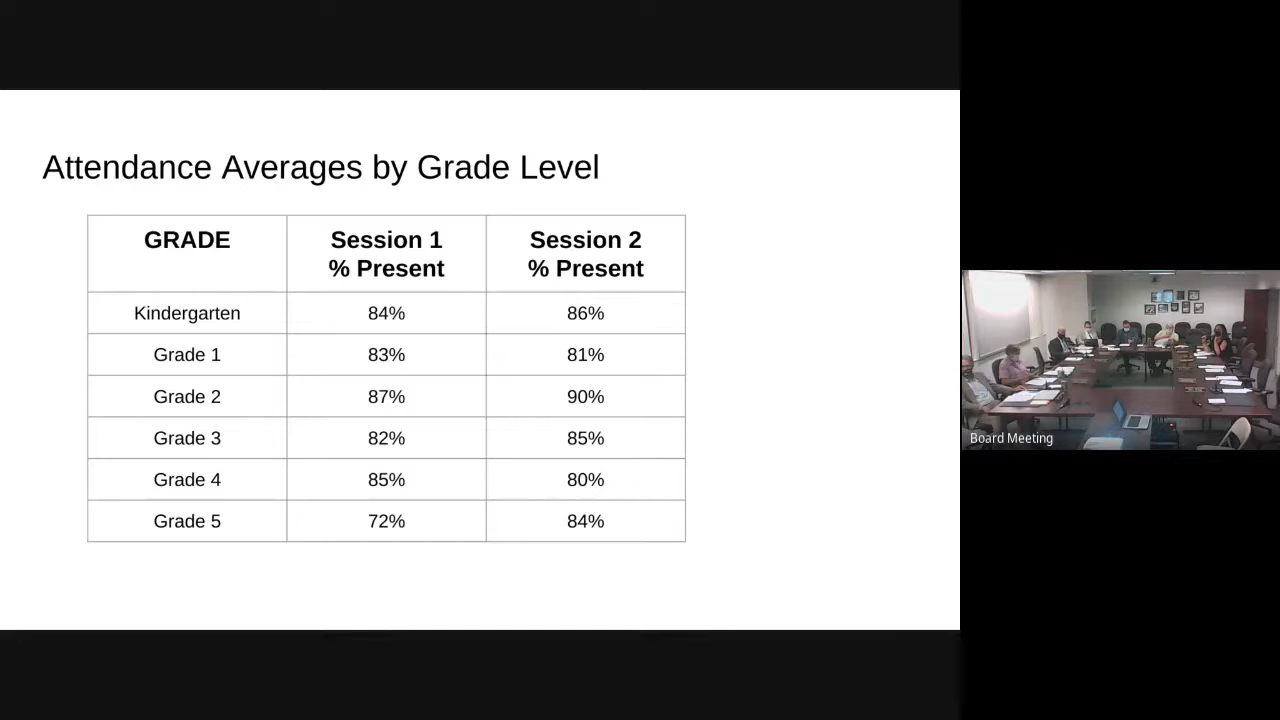 Attendance Averages by Grade Level
GRADE Session 1 Session 2
% Present % Present
Kindergarten 84% 86%
Grade 1 83% 81%
Grade 2 87% 90%
Grade 3 82% 85%
Grade 4 85% 80%
Grade 5 72% 84%
Board Meeting